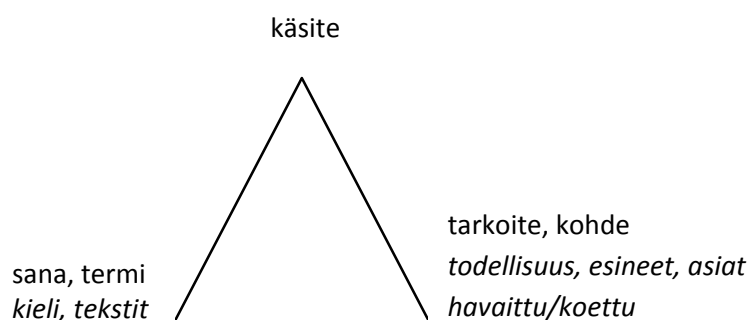 käsite
sana, termi
kieli, tekstit
tarkoite, kohde
todellisuus, esineet, asiat
havaittu/koettu